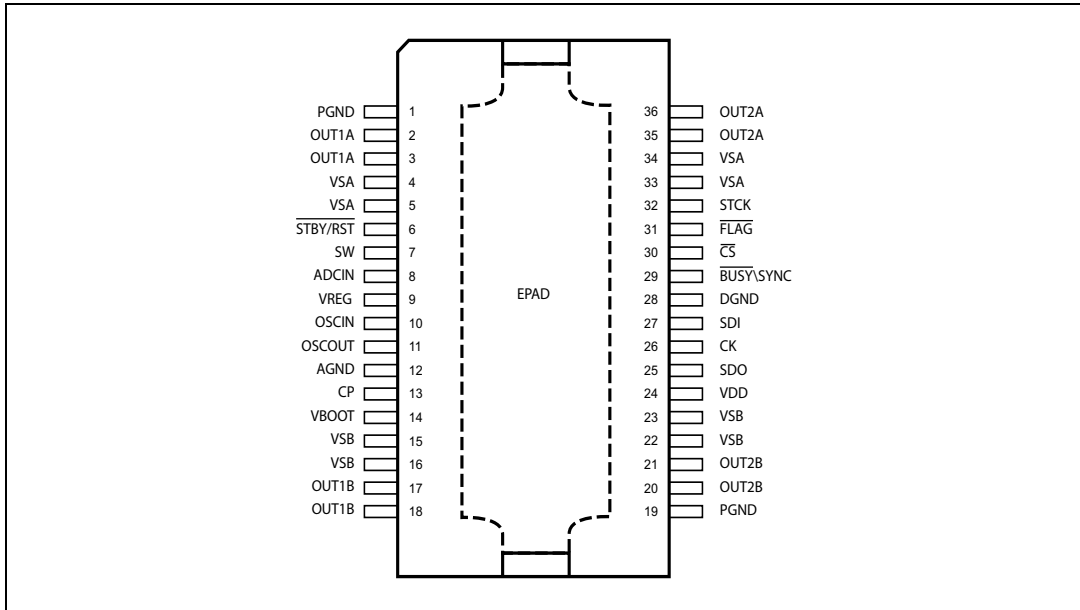 PGND 1
OUT1A 2
OUT1A 3
VSA 4
VSA 5
STBY/RST 6
SW 7
ADCIN 8
VREG 9
OSCIN 10
OSCOUT 11
AGND 12
CP 13
VBOOT 14
VSB 15
VSB 16
OUT1B 17
OUT1B 18
EPAD
36 OUT2A
35 OUT2A
34 VSA
33 VSA
32 STCK
31 FLAG
30 CS
29 BUSY\SYNC
28 DGND
27 SDI
26 CK
25 SDO
24 VDD
23 VSB
22 VSB
21 OUT2B
20 OUT2B
19 PGND